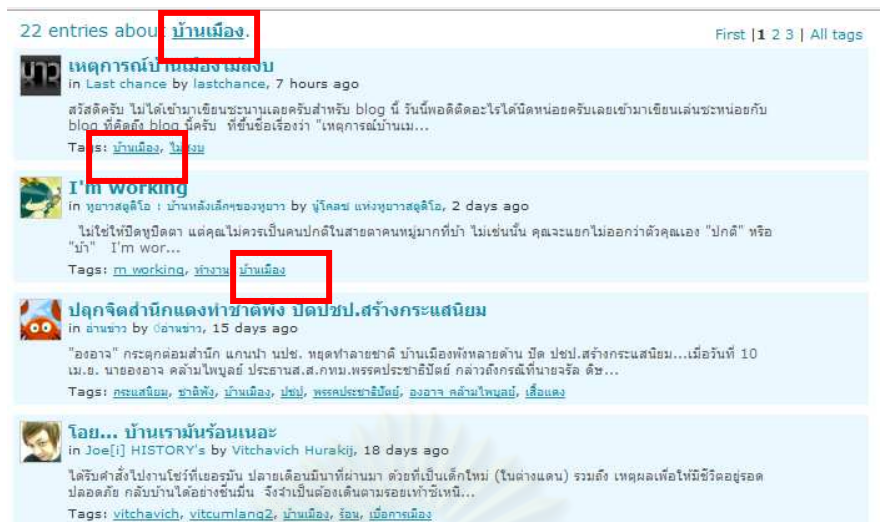 22 entries about บ้านเมือง.
First | 1 2 3 | All tags
ข่าว
เหตุการณ์บ้านเมืองไม่สงบ
in Last chance by lastchance, 7 hours ago
สวัสดีครับ ไม่ได้เข้ามาเขียนซะนานเลยครับสำหรับ blog นี้ วันนี้พอดีติดอะไรได้นิดหน่อยครับเลยเข้ามาเขียนเล่นซะหน่อยกับ
blog ที่คิดถึง blog นี้ครับ ที่ขึ้นชื่อเรื่องว่า "เหตุการณ์บ้านเม...
Tags: บ้านเมือง, ไม่สงบ
I'm working
in หูยาวสตูดิโอ : บ้านหลังเล็กๆของหูยาว by ผู้โดลซ แห่งหูยาวสตูดิโอ, 2 days ago
ไม่ใช่ให้ปิดหูปิดตา แต่คุณไม่ควรเป็นคนปกติในสายตาคนหมู่มากที่บ้า ไม่เช่นนั้น คุณจะแยกไม่ออกว่าตัวคุณเอง "ปกติ" หรือ
"บ้า" I'm wor...
Tags: m working, ทำงาน, บ้านเมือง
ปลุกจิตสำนึกแดงทำชาติพัง ปัดปชป.สร้างกระแสนิยม
in อ่านข่าว by อ่านข่าว, 15 days ago
"องอาจ" กระตุกต่อมสำนึก แกนนำ นปช. หยุดทำลายชาติ บ้านเมืองพังหลายด้าน ปัด ปชป.สร้างกระแสนิยม...เมื่อวันที่ 10
เม.ย. นายองอาจ คล้ามไพบูลย์ ประธานส.ส.กทม.พรรคประชาธิปัตย์ กล่าวถึงกรณีที่นายจรัล ดิษ...
Tags: กระแสนิยม, ชาติพัง, บ้านเมือง, ปชป, พรรคประชาธิปัตย์, องอาจ คล้ามไพบูลย์, เสื้อแดง
โอย... บ้านเรามันร้อนเนอะ
in Joe[i] HISTORY's by Vitchavich Hurakij, 18 days ago
ได้รับคำสั่งไปงานโชว์ที่เยอรมัน ปลายเดือนมีนาที่ผ่านมา ด้วยที่เป็นเด็กใหม่ (ในต่างแดน) รวมถึง เหตุผลเพื่อให้มีชีวิตอยู่รอด
ปลอดภัย กลับบ้านได้อย่างชื่นมื่น จึงจำเป็นต้องเดินตามรอยเท้าซิเหนิ...
Tags: vitchavich, vitcumlang2, บ้านเมือง, ร้อน, เบื่อการเมือง